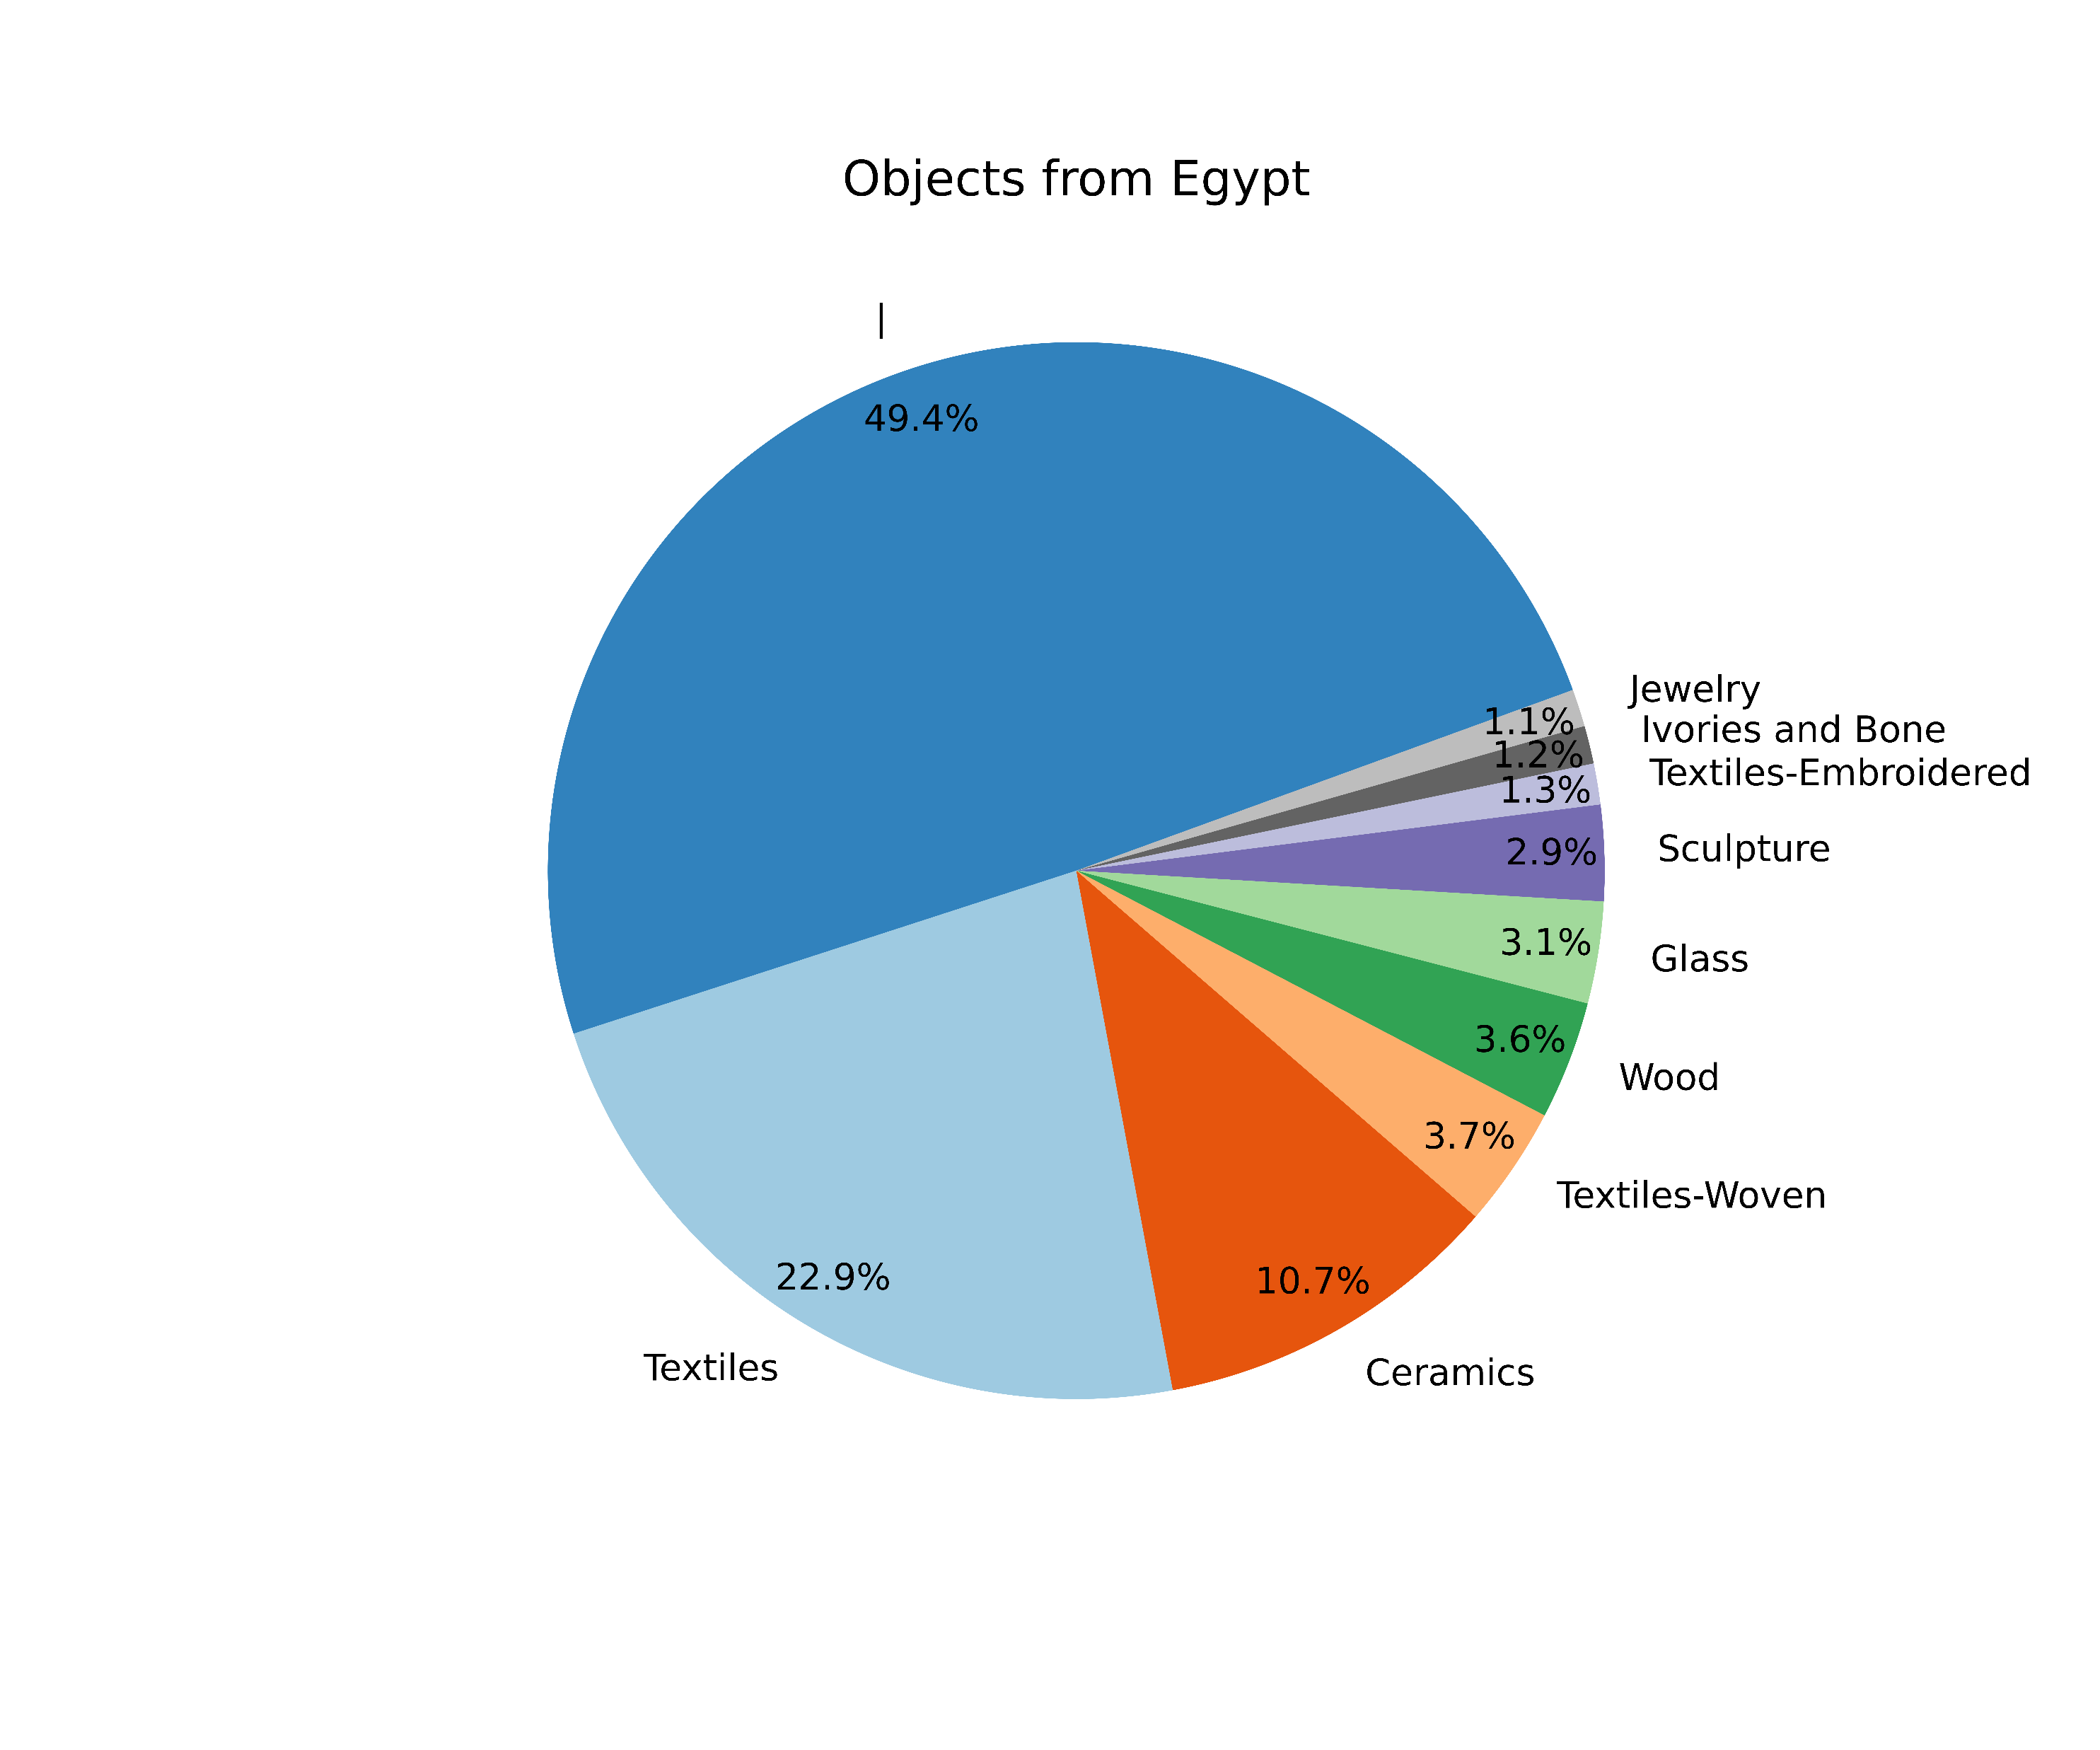 Objects from Egypt
|
49.4%
Jewelry
1.1%
Ivories and Bone
1.2%
Textiles-Embroidered
1.3%
Sculpture
2.9%
Glass
3.1%
Wood
3.6%
Textiles-Woven
3.7%
Ceramics
10.7%
Textiles
22.9%